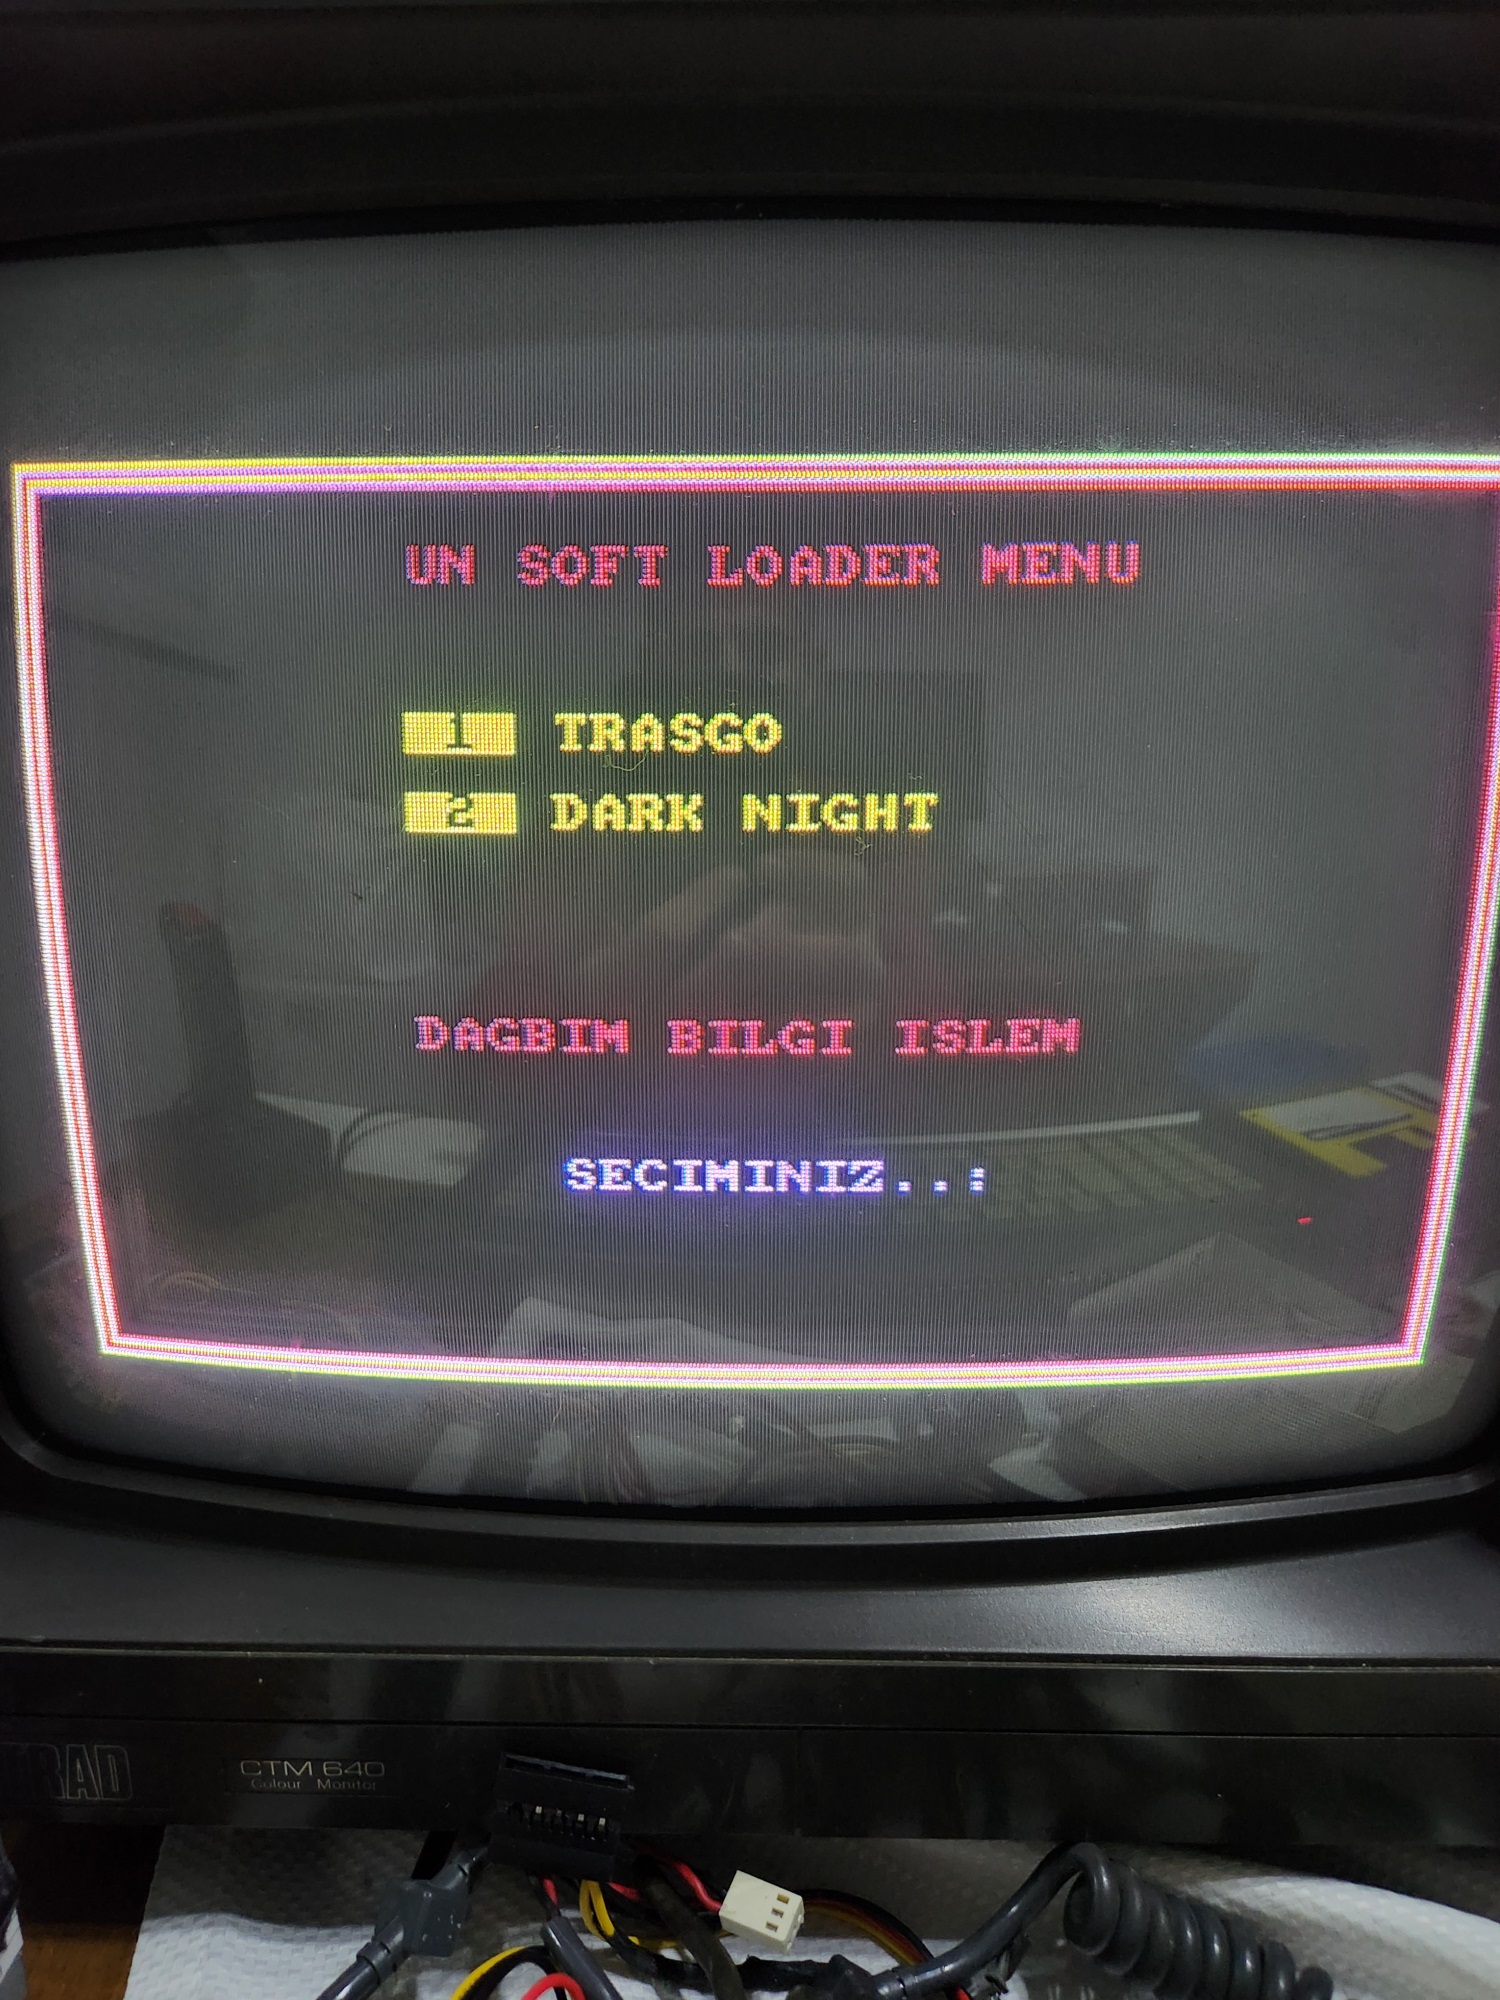 UN SOFT LOADER MENU
1 TRASGO
2 DARK NIGHT
DAGBIM BILGI ISLEM
SECIMINIZ..:
CTM 640
Colour Monitor